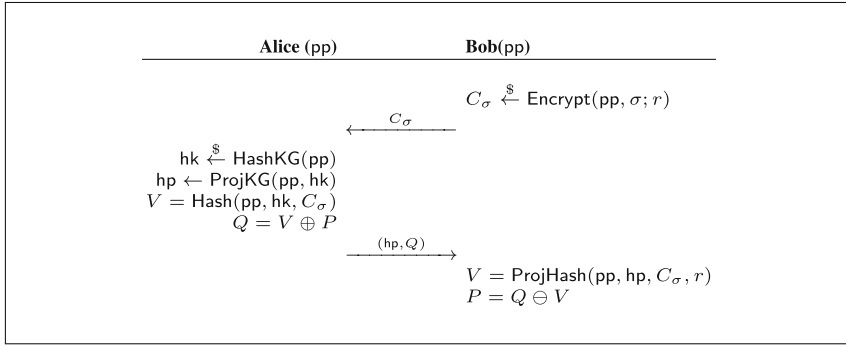 Alice (pp) Bob(pp)
C_σ ←$ Encrypt(pp, σ; r)
C_σ
hk ←$ HashKG(pp)
hp ← ProjKG(pp, hk)
V = Hash(pp, hk, C_σ)
Q = V ⊕ P
(hp,Q)
V = ProjHash(pp, hp, C_σ, r)
P = Q ⊖ V